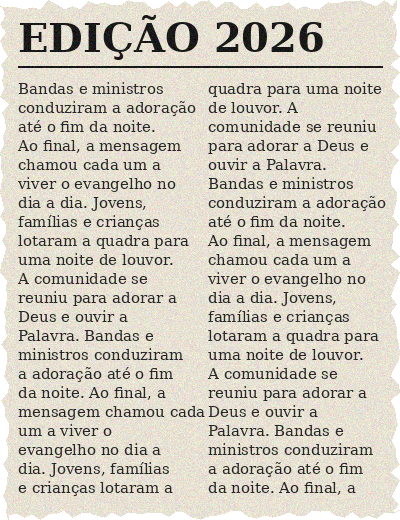 EDIÇÃO 2026
Bandas e ministros
conduziram a adoração
até o fim da noite.
Ao final, a mensagem
chamou cada um a
viver o evangelho no
dia a dia. Jovens,
famílias e crianças
lotaram a quadra para
uma noite de louvor.
A comunidade se
reuniu para adorar a
Deus e ouvir a
Palavra. Bandas e
ministros conduziram
a adoração até o fim
da noite. Ao final, a
mensagem chamou cada
um a viver o
evangelho no dia a
dia. Jovens, famílias
e crianças lotaram a
quadra para uma noite
de louvor. A
comunidade se reuniu
para adorar a Deus e
ouvir a Palavra.
Bandas e ministros
conduziram a adoração
até o fim da noite.
Ao final, a mensagem
chamou cada um a
viver o evangelho no
dia a dia. Jovens,
famílias e crianças
lotaram a quadra para
uma noite de louvor.
A comunidade se
reuniu para adorar a
Deus e ouvir a
Palavra. Bandas e
ministros conduziram
a adoração até o fim
da noite. Ao final, a